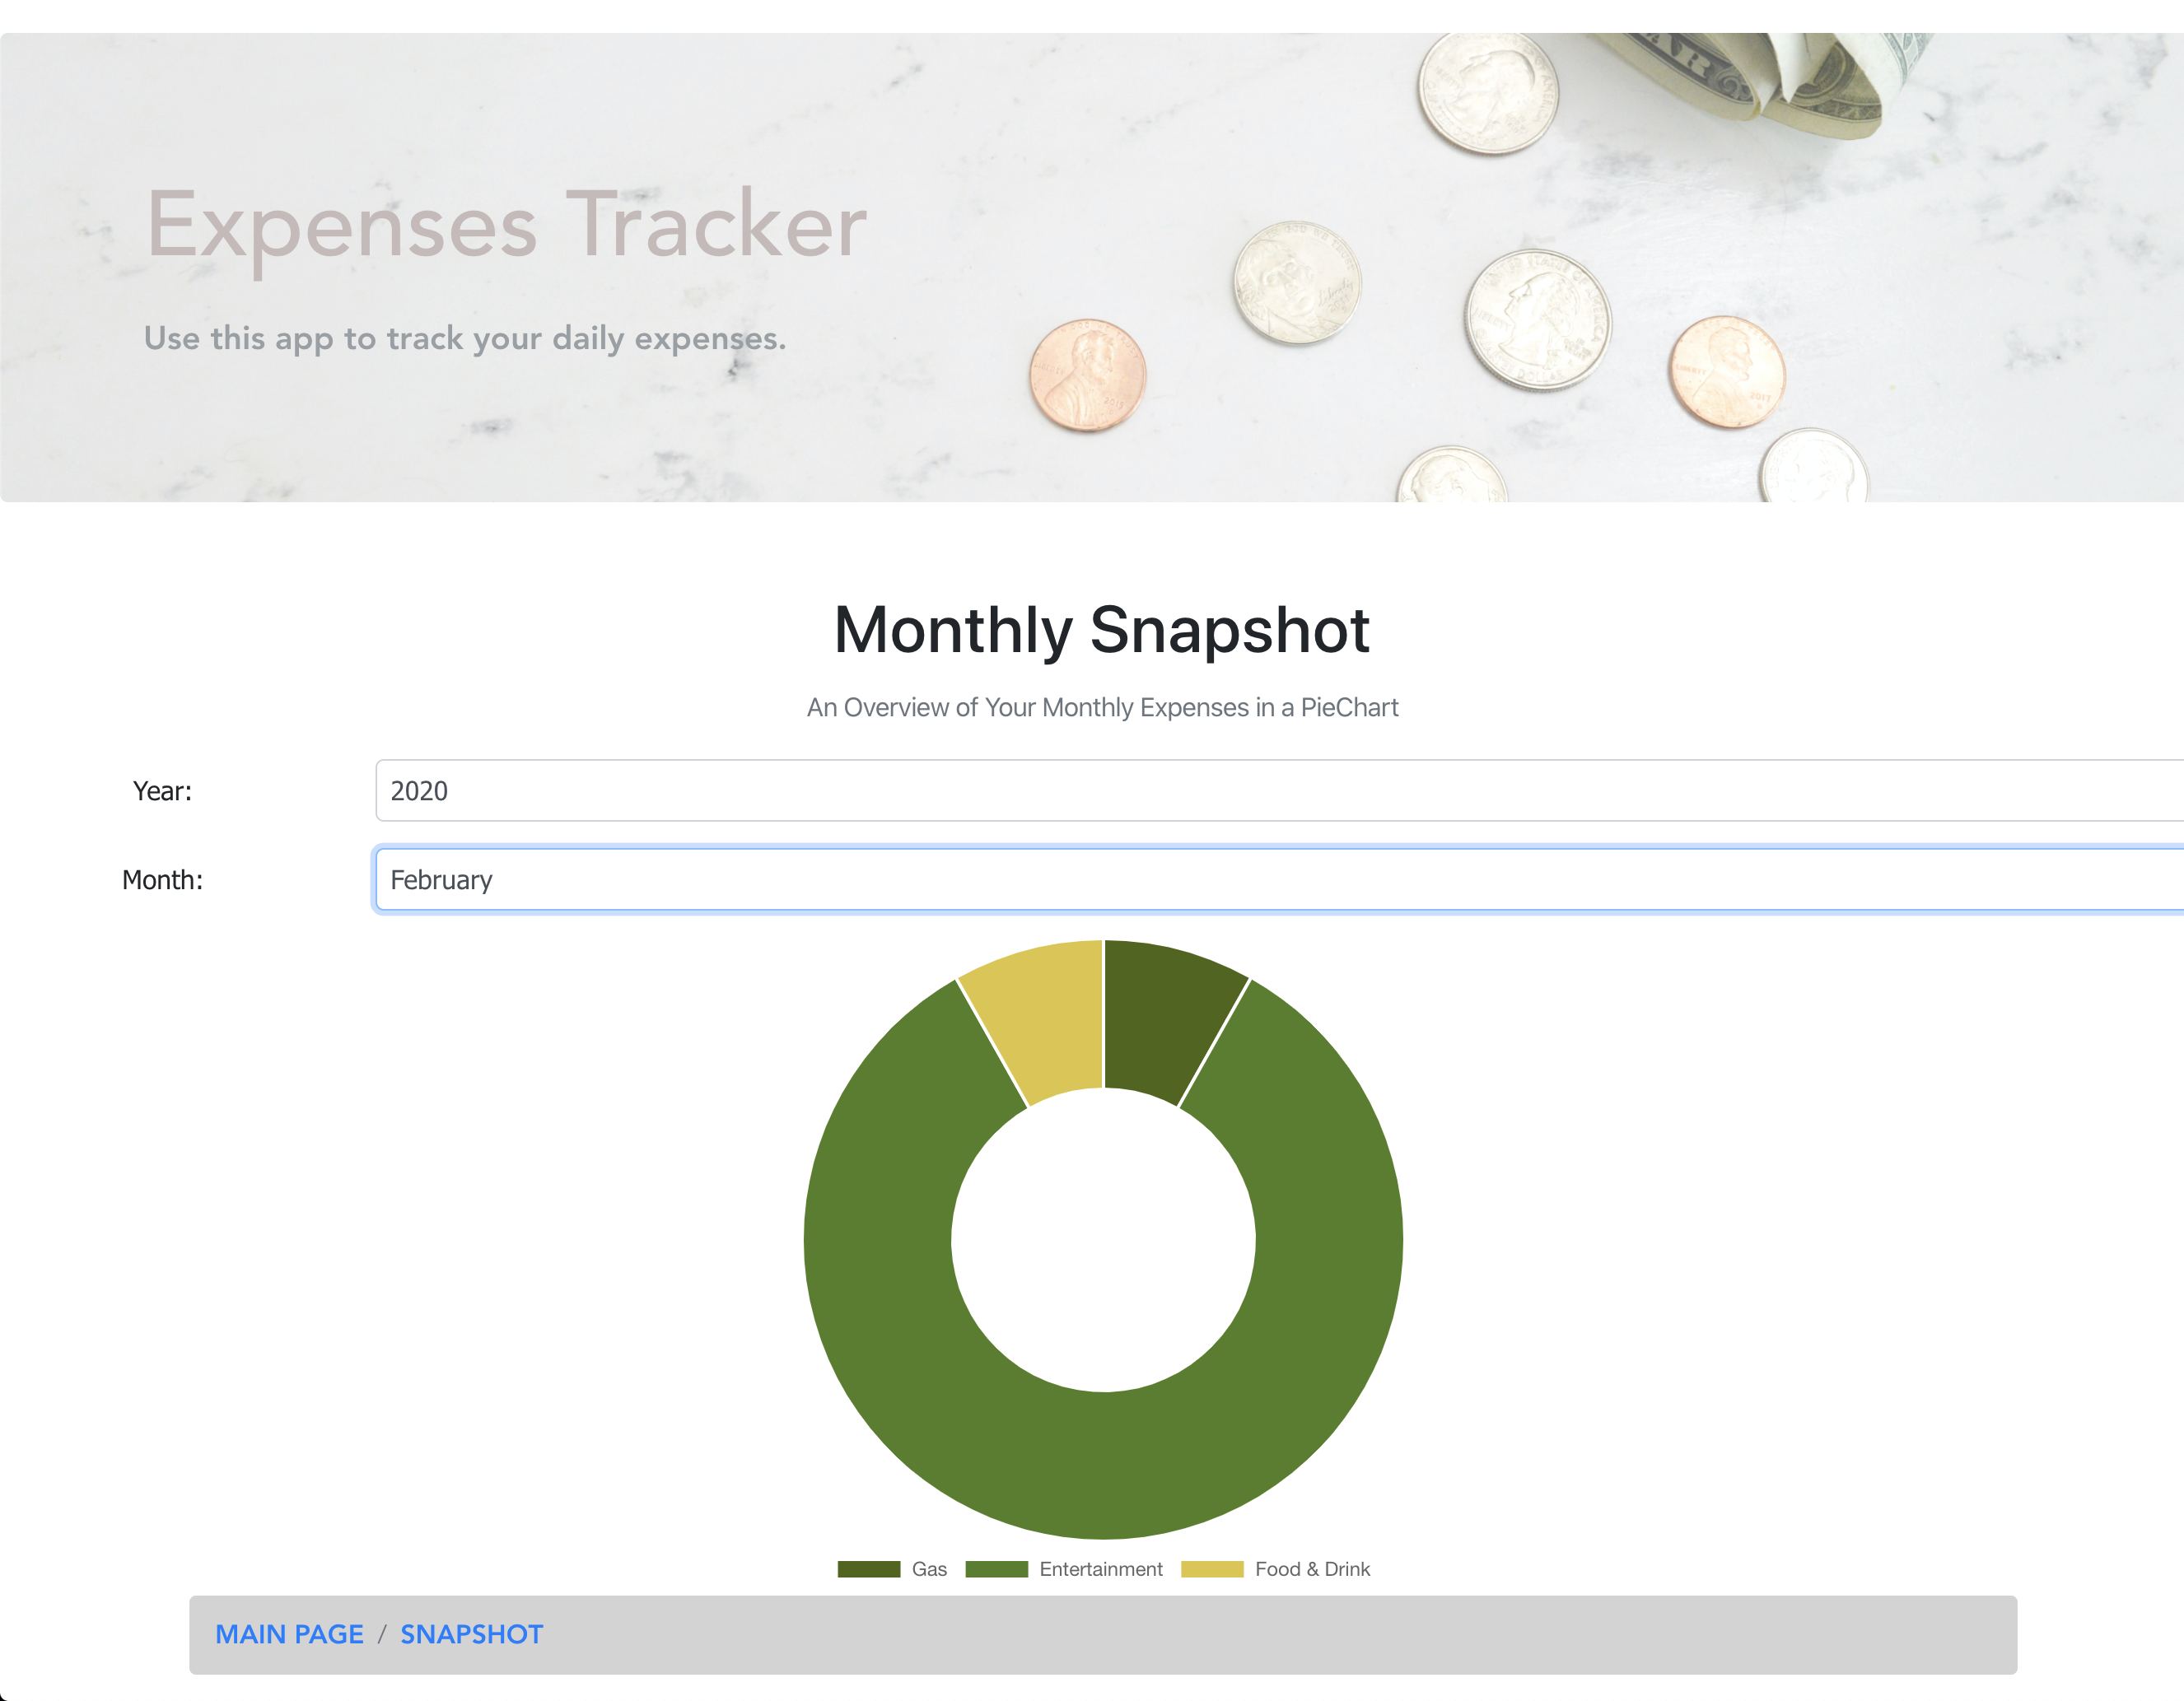 Expenses Tracker
Use this app to track your daily expenses.
Monthly Snapshot
An Overview of Your Monthly Expenses in a PieChart
Year: 2020
Month: February
Gas Entertainment Food & Drink
MAIN PAGE / SNAPSHOT